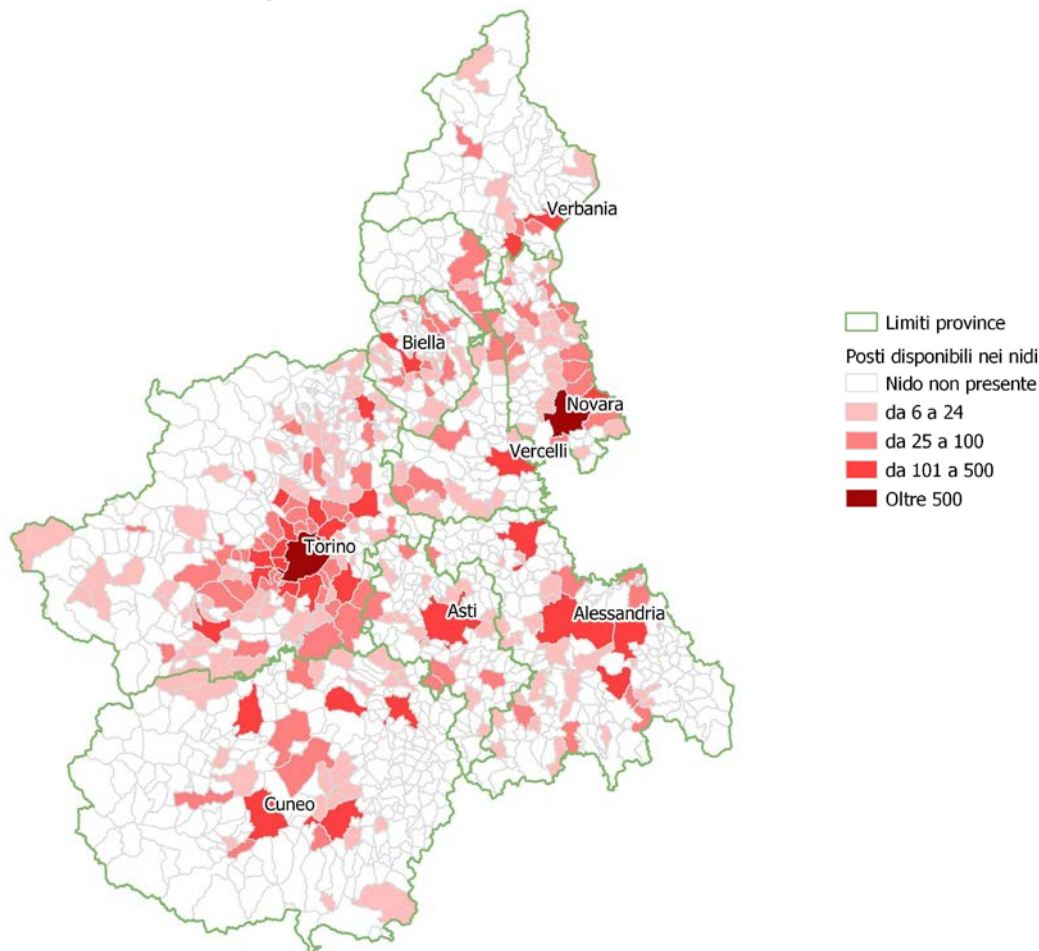 Verbania
Biella
Novara
Vercelli
Torino
Asti
Alessandria
Cuneo
Limiti province
Posti disponibili nei nidi
Nido non presente
da 6 a 24
da 25 a 100
da 101 a 500
Oltre 500